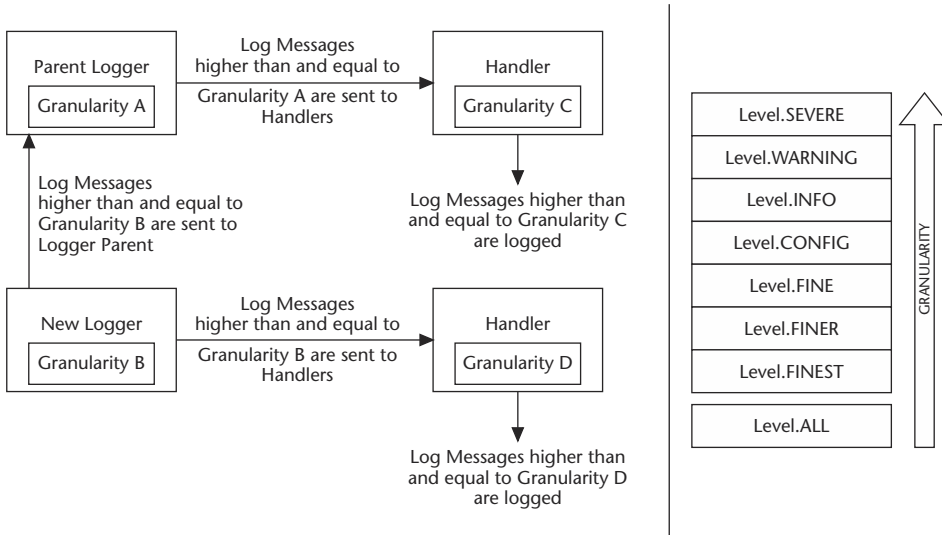 Parent Logger
Granularity A
Log Messages
higher than and equal to
Granularity A are sent to
Handlers
Handler
Granularity C
Log Messages higher than
and equal to Granularity C
are logged
Log Messages
higher than and equal to
Granularity B are sent to
Logger Parent
New Logger
Granularity B
Log Messages
higher than and equal to
Granularity B are sent to
Handlers
Handler
Granularity D
Log Messages higher than
and equal to Granularity D
are logged
Level.SEVERE
Level.WARNING
Level.INFO
Level.CONFIG
Level.FINE
Level.FINER
Level.FINEST
Level.ALL
GRANULARITY